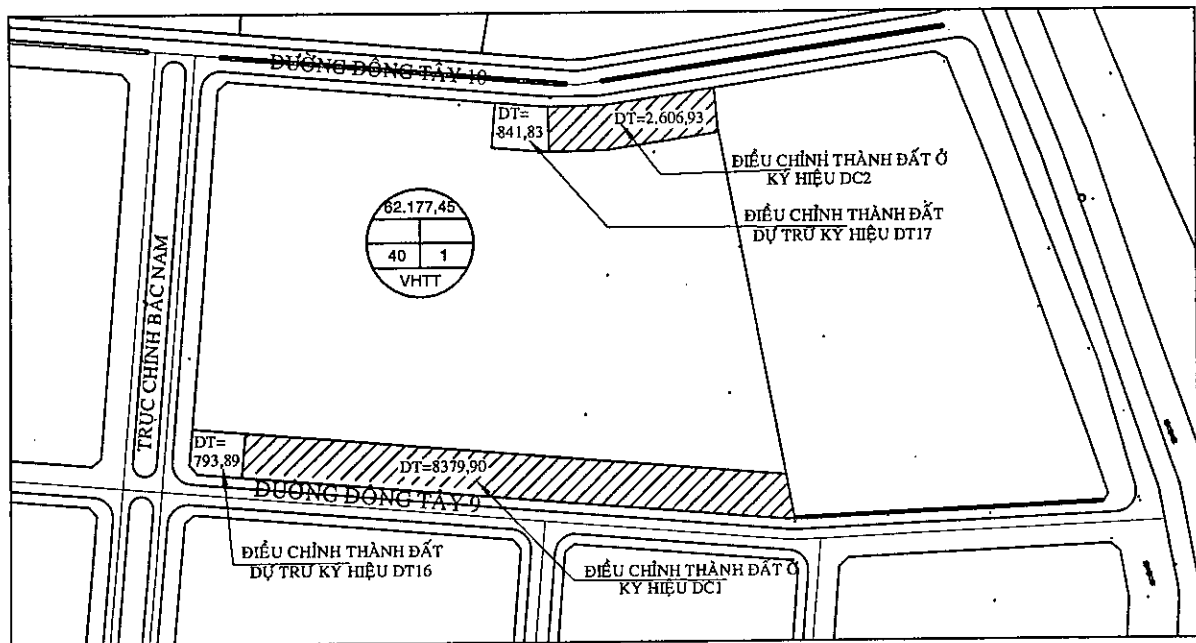 ĐƯỜNG ĐÔNG TÂY 10
DT=
841,83
DT=2.606,93
ĐIỀU CHỈNH THÀNH ĐẤT Ở
KÝ HIỆU DC2
ĐIỀU CHỈNH THÀNH ĐẤT
DỰ TRỮ KÝ HIỆU DT17
62.177,45
40 1
VHTT
TRỤC CHÍNH BẮC NAM
DT=
793,89
DT=8379,90
ĐƯỜNG ĐÔNG TÂY 9
ĐIỀU CHỈNH THÀNH ĐẤT
DỰ TRỮ KÝ HIỆU DT16
ĐIỀU CHỈNH THÀNH ĐẤT Ở
KÝ HIỆU DC1